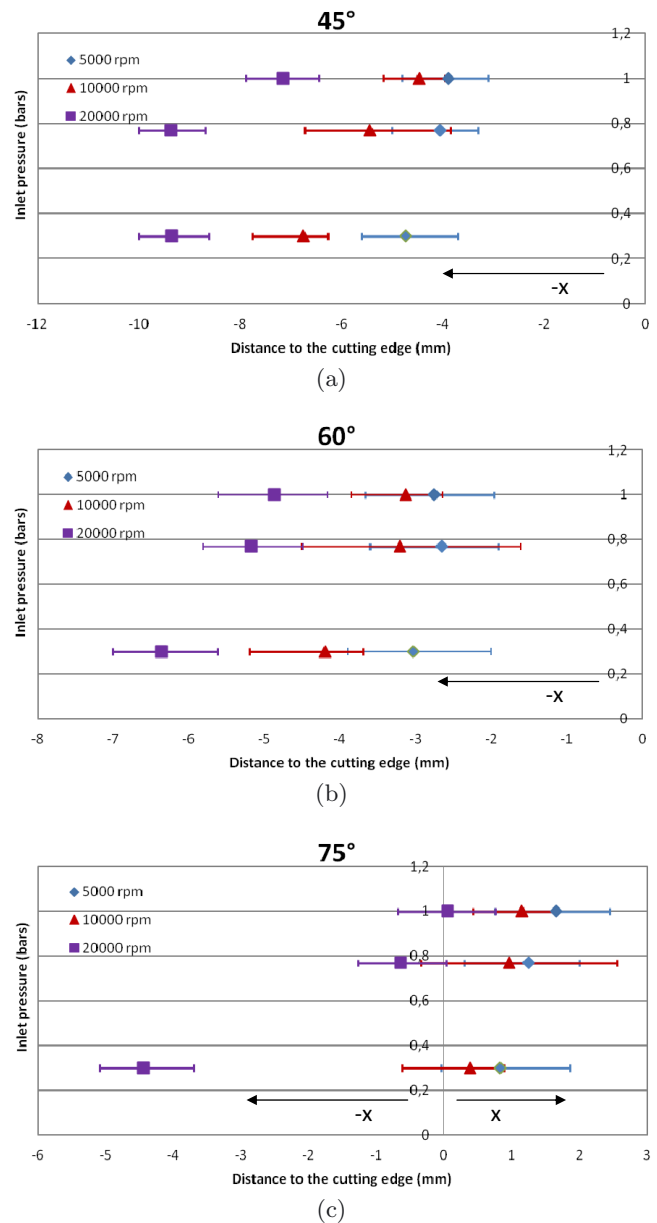 45°
1,2
1
0,8
0,6
0,4
0,2
0
Inlet pressure (bars)
5000 rpm
10000 rpm
20000 rpm
-X
-12 -10 -8 -6 -4 -2 0
Distance to the cutting edge (mm)
(a)
60°
1,2
1
0,8
0,6
0,4
0,2
0
Inlet pressure (bars)
5000 rpm
10000 rpm
20000 rpm
-X
-8 -7 -6 -5 -4 -3 -2 -1 0
Distance to the cutting edge (mm)
(b)
75°
1,2
1
0,8
0,6
0,4
0,2
0
Inlet pressure (bars)
5000 rpm
10000 rpm
20000 rpm
-X X
-6 -5 -4 -3 -2 -1 0 1 2 3
Distance to the cutting edge (mm)
(c)